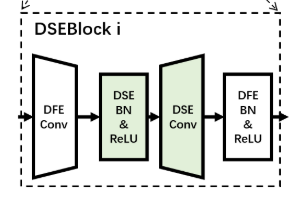 DSEBlock i
DFE
Conv
DSE
BN
&
ReLU
DSE
Conv
DFE
BN
&
ReLU